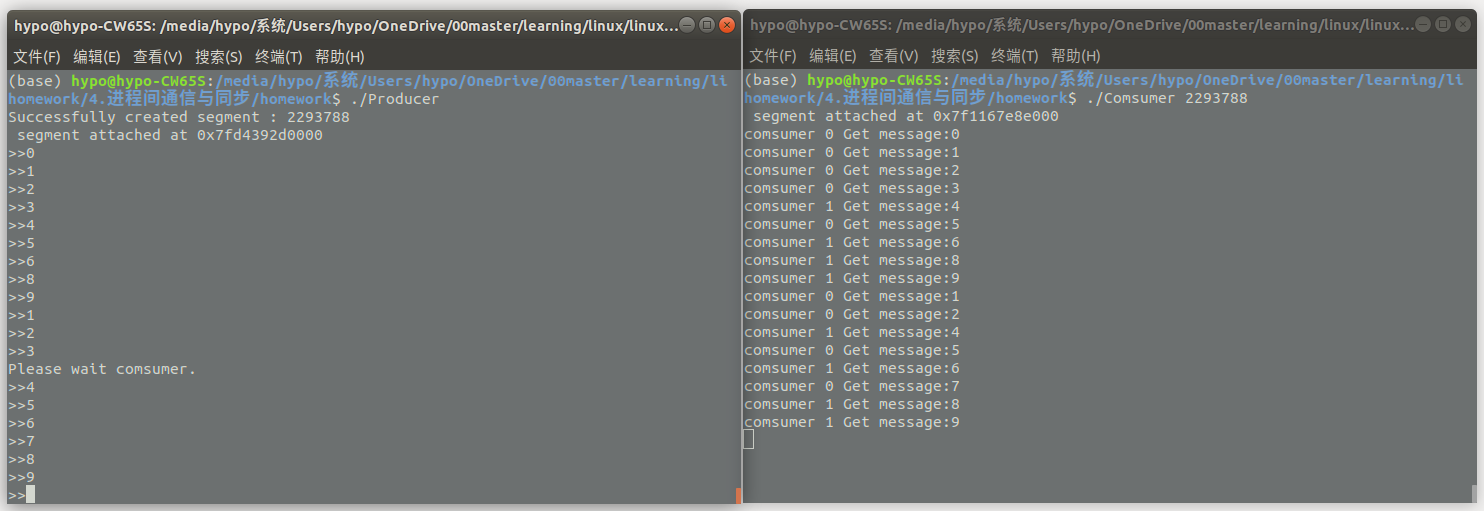 hypo@hypo-CW65S: /media/hypo/系统/Users/hypo/OneDrive/00master/learning/linux/linux...
文件(F) 编辑(E) 查看(V) 搜索(S) 终端(T) 帮助(H)
(base) hypo@hypo-CW65S:/media/hypo/系统/Users/hypo/OneDrive/00master/learning/li
homework/4.进程间通信与同步/homework$ ./Producer
Successfully created segment : 2293788
segment attached at 0x7fd4392d0000
>>0
>>1
>>2
>>3
>>4
>>5
>>6
>>8
>>9
>>1
>>2
>>3
Please wait comsumer.
>>4
>>5
>>6
>>7
>>8
>>9
>>
hypo@hypo-CW65S: /media/hypo/系统/Users/hypo/OneDrive/00master/learning/linux/linux...
文件(F) 编辑(E) 查看(V) 搜索(S) 终端(T) 帮助(H)
(base) hypo@hypo-CW65S:/media/hypo/系统/Users/hypo/OneDrive/00master/learning/li
homework/4.进程间通信与同步/homework$ ./Comsumer 2293788
segment attached at 0x7f1167e8e000
comsumer 0 Get message:0
comsumer 0 Get message:1
comsumer 0 Get message:2
comsumer 0 Get message:3
comsumer 1 Get message:4
comsumer 0 Get message:5
comsumer 1 Get message:6
comsumer 1 Get message:8
comsumer 1 Get message:9
comsumer 0 Get message:1
comsumer 0 Get message:2
comsumer 1 Get message:4
comsumer 0 Get message:5
comsumer 1 Get message:6
comsumer 0 Get message:7
comsumer 1 Get message:8
comsumer 1 Get message:9